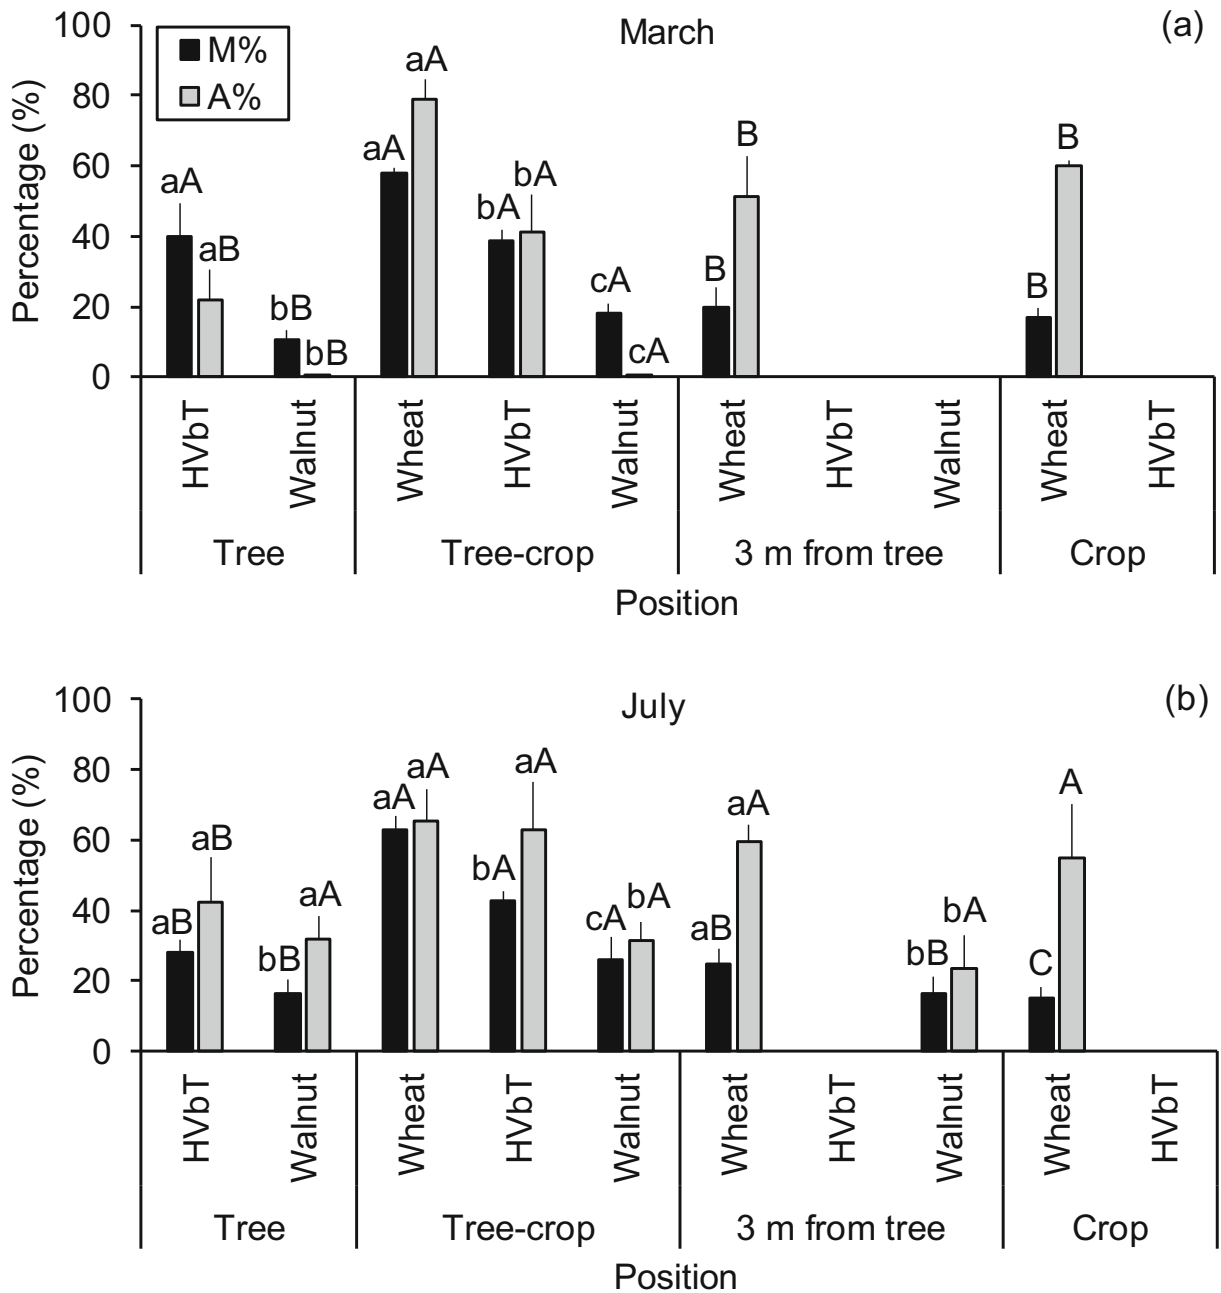 March
(a)
M%
A%
Percentage (%)
100
80
60
40
20
0
aA
aB
bB
bB
aA
aA
bA
bA
cA
cA
B
B
B
B
HVbT
Walnut
Wheat
HVbT
Walnut
Wheat
HVbT
Walnut
Wheat
HVbT
Tree
Tree-crop
3 m from tree
Crop
Position
July
(b)
Percentage (%)
100
80
60
40
20
0
aB
aB
bB
aA
aA
aA
bA
aA
cA
bA
aB
aA
bB
bA
C
A
HVbT
Walnut
Wheat
HVbT
Walnut
Wheat
HVbT
Walnut
Wheat
HVbT
Tree
Tree-crop
3 m from tree
Crop
Position